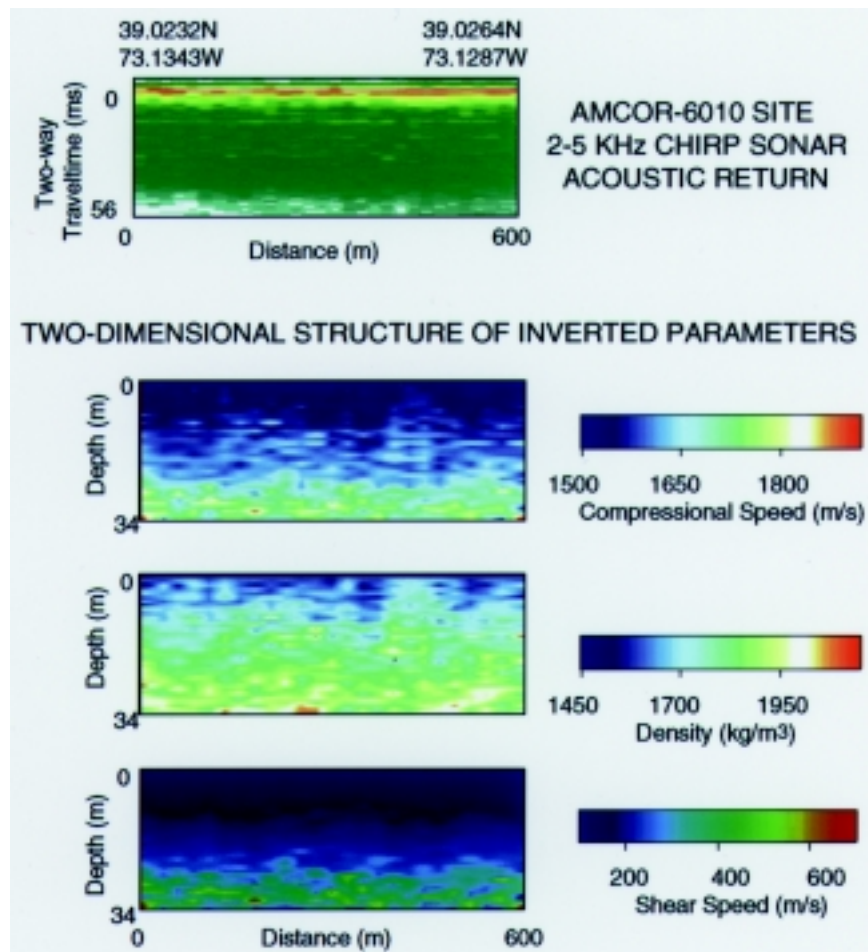 39.0232N 39.0264N
73.1343W 73.1287W
0
Two-way
Traveltime (ms)
56
0 600
Distance (m)
AMCOR-6010 SITE
2-5 KHz CHIRP SONAR
ACOUSTIC RETURN
TWO-DIMENSIONAL STRUCTURE OF INVERTED PARAMETERS
0
Depth (m)
34
1500 1650 1800
Compressional Speed (m/s)
0
Depth (m)
34
1450 1700 1950
Density (kg/m3)
0
Depth (m)
34
0 600
Distance (m)
200 400 600
Shear Speed (m/s)